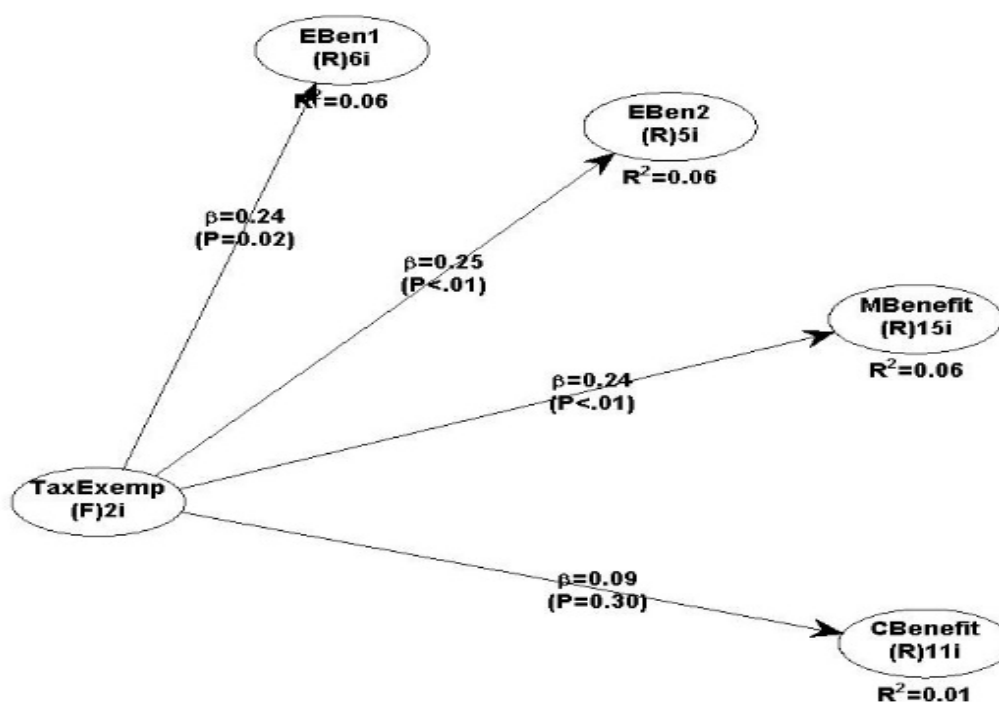 EBen1
(R)6i
R²=0.06
EBen2
(R)5i
R²=0.06
β=0.24
(P=0.02)
β=0.25
(P<.01)
MBenefit
(R)15i
R²=0.06
β=0.24
(P<.01)
TaxExemp
(F)2i
β=0.09
(P=0.30)
CBenefit
(R)11i
R²=0.01